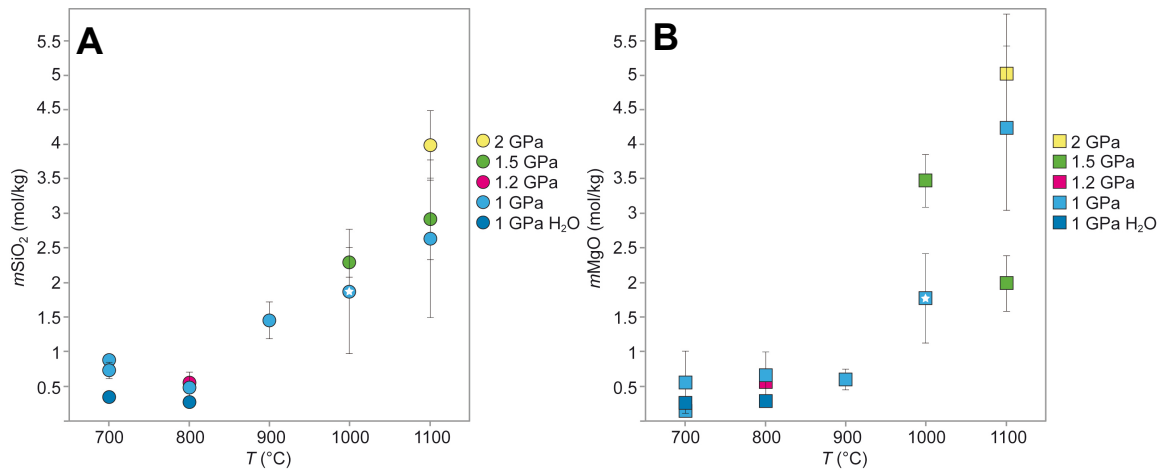 A
5.5
5
4.5
4
3.5
3
2.5
2
1.5
1
0.5
mSiO₂ (mol/kg)
700 800 900 1000 1100
T (°C)
2 GPa
1.5 GPa
1.2 GPa
1 GPa
1 GPa H₂O
B
5.5
5
4.5
4
3.5
3
2.5
2
1.5
1
0.5
mMgO (mol/kg)
700 800 900 1000 1100
T (°C)
2 GPa
1.5 GPa
1.2 GPa
1 GPa
1 GPa H₂O